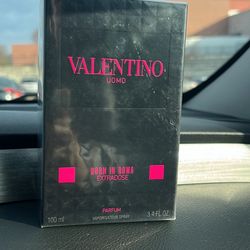 VALENTINO
UOMO
BORN IN ROMA
EXTRADOSE
PARFUM
100 ml VAPORISATEUR SPRAY 3.4 FL.OZ